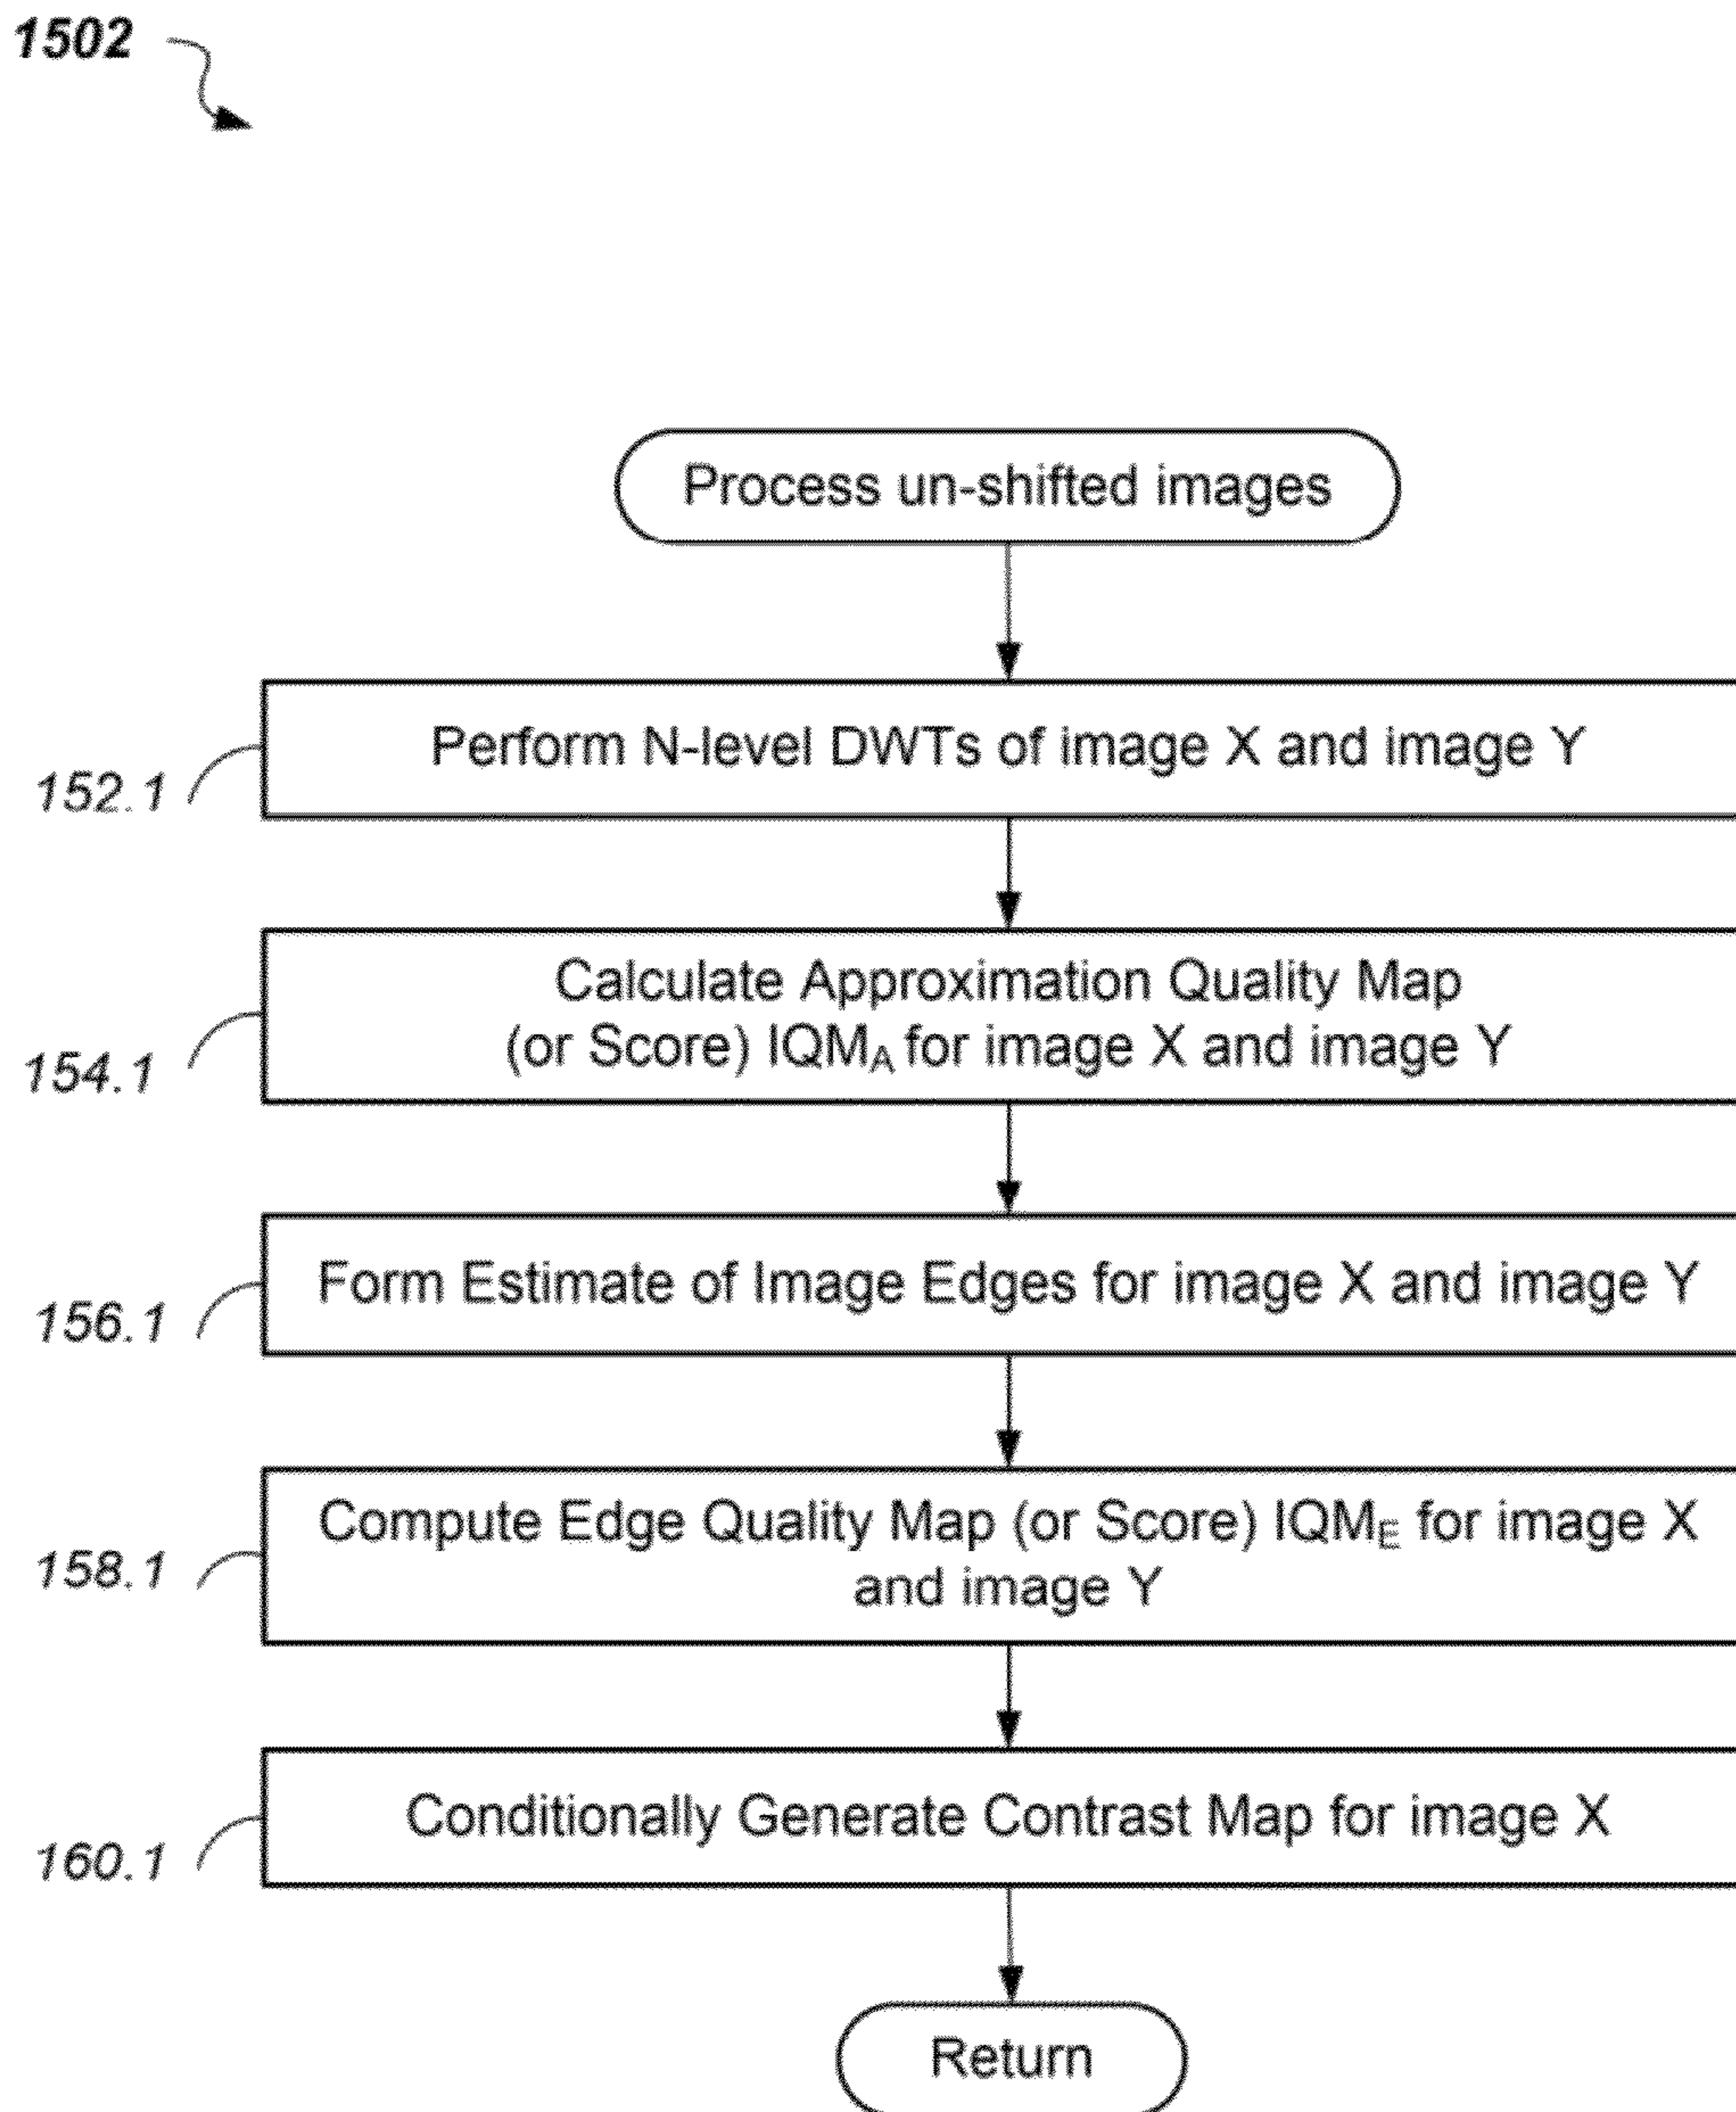 1502
Process un-shifted images
Perform N-level DWTs of image X and image Y
152.1
Calculate Approximation Quality Map
(or Score) IQMA for image X and image Y
154.1
Form Estimate of Image Edges for image X and image Y
156.1
Compute Edge Quality Map (or Score) IQME for image X
and image Y
158.1
Conditionally Generate Contrast Map for image X
160.1
Return